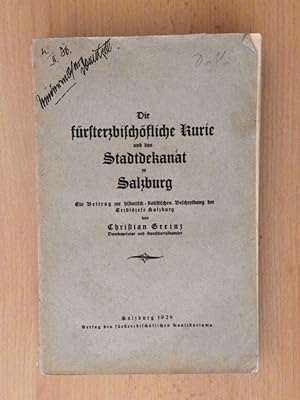 Die
fürsterzbischöfliche Kurie
und das
Stadtdekanat
zu
Salzburg
Ein Beitrag zur historisch-statistischen Beschreibung der
Erzdiözese Salzburg
von
Christian Greinz
Domkapitular und Konsistorialkanzler
Salzburg 1929
Verlag des fürsterzbischöflichen Konsistoriums